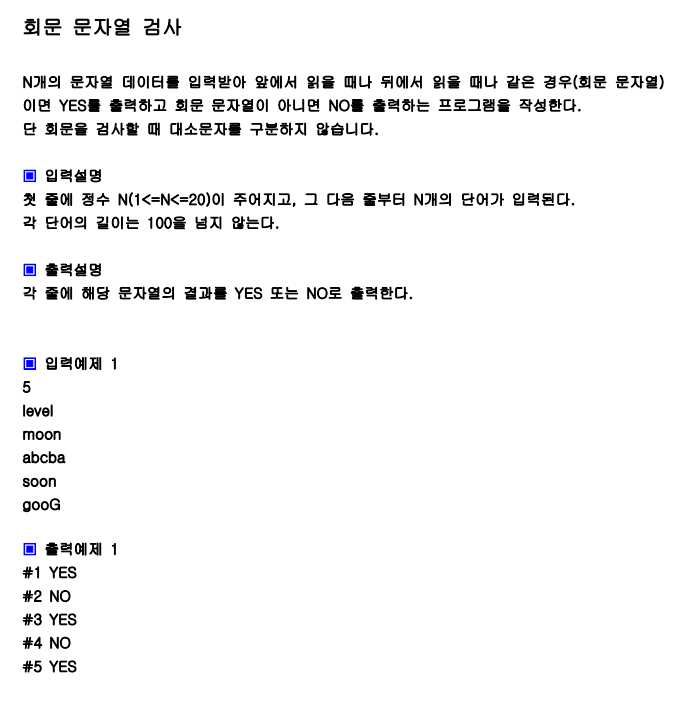 회문 문자열 검사
N개의 문자열 데이터를 입력받아 앞에서 읽을 때나 뒤에서 읽을 때나 같은 경우(회문 문자열)
이면 YES를 출력하고 회문 문자열이 아니면 NO를 출력하는 프로그램을 작성한다.
단 회문을 검사할 때 대소문자를 구분하지 않습니다.
▣ 입력설명
첫 줄에 정수 N(1<=N<=20)이 주어지고, 그 다음 줄부터 N개의 단어가 입력된다.
각 단어의 길이는 100을 넘지 않는다.
▣ 출력설명
각 줄에 해당 문자열의 결과를 YES 또는 NO로 출력한다.
▣ 입력예제 1
5
level
moon
abcba
soon
gooG
▣ 출력예제 1
#1 YES
#2 NO
#3 YES
#4 NO
#5 YES